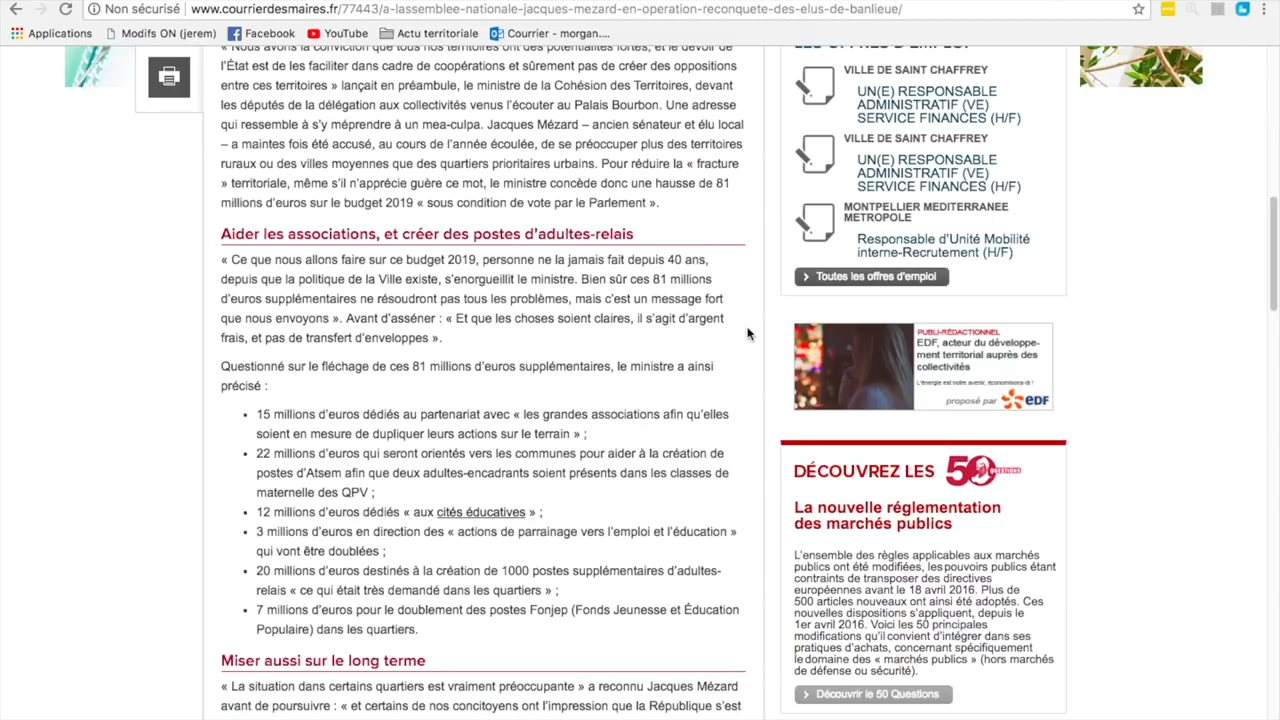 Non sécurisé | www.courrierdesmaires.fr/77443/a-lassemblee-nationale-jacques-mezard-en-operation-reconquete-des-elus-de-banlieue/
Applications Modifs ON (jerem) Facebook YouTube Actu territoriale Courrier - morgan....
« Nous avons la conviction que tous nos territoires ont des potentialités fortes, et le devoir de
l'État est de les faciliter dans cadre de coopérations et sûrement pas de créer des oppositions
entre ces territoires » lançait en préambule, le ministre de la Cohésion des Territoires, devant
les députés de la délégation aux collectivités venus l'écouter au Palais Bourbon. Une adresse
qui ressemble à s'y méprendre à un mea-culpa. Jacques Mézard – ancien sénateur et élu local
– a maintes fois été accusé, au cours de l'année écoulée, de se préoccuper plus des territoires
ruraux ou des villes moyennes que des quartiers prioritaires urbains. Pour réduire la « fracture
» territoriale, même s'il n'apprécie guère ce mot, le ministre concède donc une hausse de 81
millions d'euros sur le budget 2019 « sous condition de vote par le Parlement ».
Aider les associations, et créer des postes d'adultes-relais
« Ce que nous allons faire sur ce budget 2019, personne ne la jamais fait depuis 40 ans,
depuis que la politique de la Ville existe, s'enorgueillit le ministre. Bien sûr ces 81 millions
d'euros supplémentaires ne résoudront pas tous les problèmes, mais c'est un message fort
que nous envoyons ». Avant d'asséner : « Et que les choses soient claires, il s'agit d'argent
frais, et pas de transfert d'enveloppes ».
Questionné sur le fléchage de ces 81 millions d'euros supplémentaires, le ministre a ainsi
précisé :
• 15 millions d'euros dédiés au partenariat avec « les grandes associations afin qu'elles
soient en mesure de dupliquer leurs actions sur le terrain » ;
• 22 millions d'euros qui seront orientés vers les communes pour aider à la création de
postes d'Atsem afin que deux adultes-encadrants soient présents dans les classes de
maternelle des QPV ;
• 12 millions d'euros dédiés « aux cités éducatives » ;
• 3 millions d'euros en direction des « actions de parrainage vers l'emploi et l'éducation »
qui vont être doublées ;
• 20 millions d'euros destinés à la création de 1000 postes supplémentaires d'adultes-
relais « ce qui était très demandé dans les quartiers » ;
• 7 millions d'euros pour le doublement des postes Fonjep (Fonds Jeunesse et Éducation
Populaire) dans les quartiers.
Miser aussi sur le long terme
« La situation dans certains quartiers est vraiment préoccupante » a reconnu Jacques Mézard
avant de poursuivre : « et certains de nos concitoyens ont l'impression que la République s'est
LES OFFRES D'EMPLOI
VILLE DE SAINT CHAFFREY
UN(E) RESPONSABLE
ADMINISTRATIF (VE)
SERVICE FINANCES (H/F)
VILLE DE SAINT CHAFFREY
UN(E) RESPONSABLE
ADMINISTRATIF (VE)
SERVICE FINANCES (H/F)
MONTPELLIER MEDITERRANEE
METROPOLE
Responsable d'Unité Mobilité
interne-Recrutement (H/F)
Toutes les offres d'emploi
PUBLI-RÉDACTIONNEL
EDF, acteur du développe-
ment territorial auprès des
collectivités
L'énergie est notre avenir, économisons-la !
proposé par EDF
DÉCOUVREZ LES 50 QUESTIONS
La nouvelle réglementation
des marchés publics
L'ensemble des règles applicables aux marchés
publics ont été modifiées, les pouvoirs publics étant
contraints de transposer des directives
européennes avant le 18 avril 2016. Plus de
500 articles nouveaux ont ainsi été adoptés. Ces
nouvelles dispositions s'appliquent, depuis le
1er avril 2016. Voici les 50 principales
modifications qu'il convient d'intégrer dans ses
pratiques d'achats, concernant spécifiquement
le domaine des « marchés publics » (hors marchés
de défense ou sécurité).
Découvrir le 50 Questions